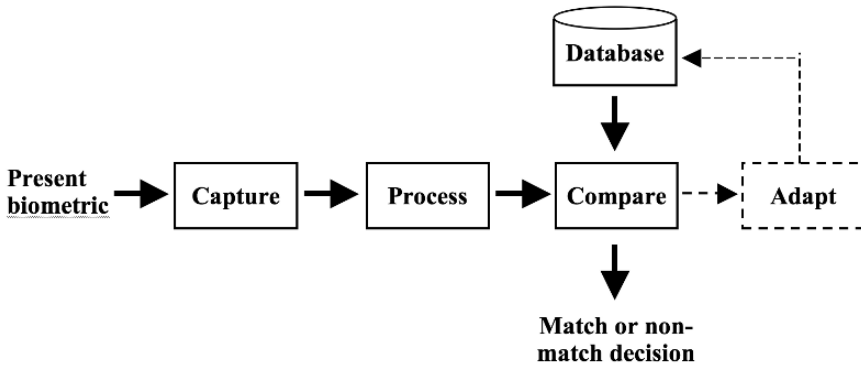 Database
Present
biometric
Capture
Process
Compare
Adapt
Match or non-
match decision